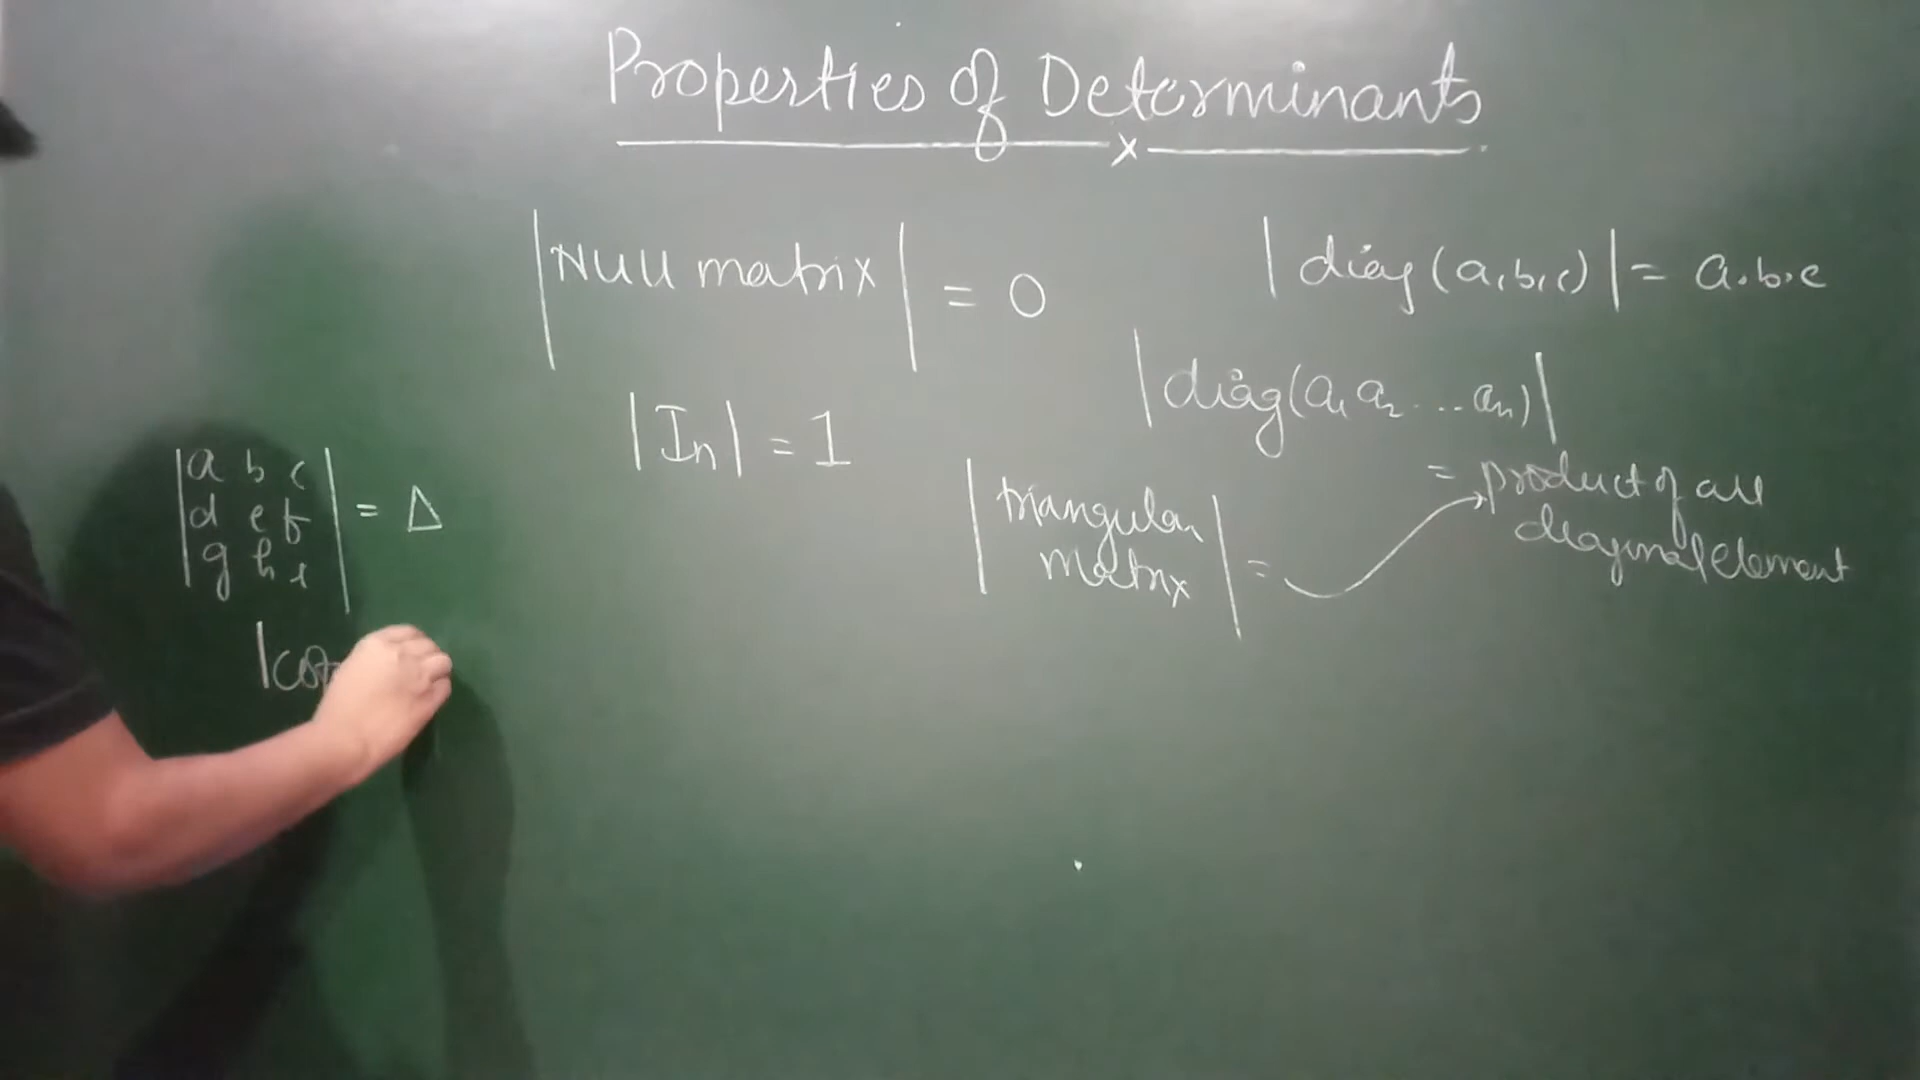 Properties of Determinants
x
|Null matrix| = 0
|diag(a,b,c)| = a.b.c
|diag(a₁ a₂ ... aₙ)|
= product of all
diagonal element
|In| = 1
|triangular
matrix| =
|a b c|
|d e f| = Δ
|g h i|